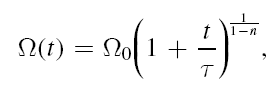 Ω(t) = Ω₀(1 + t/τ)^{1/(1−n)},